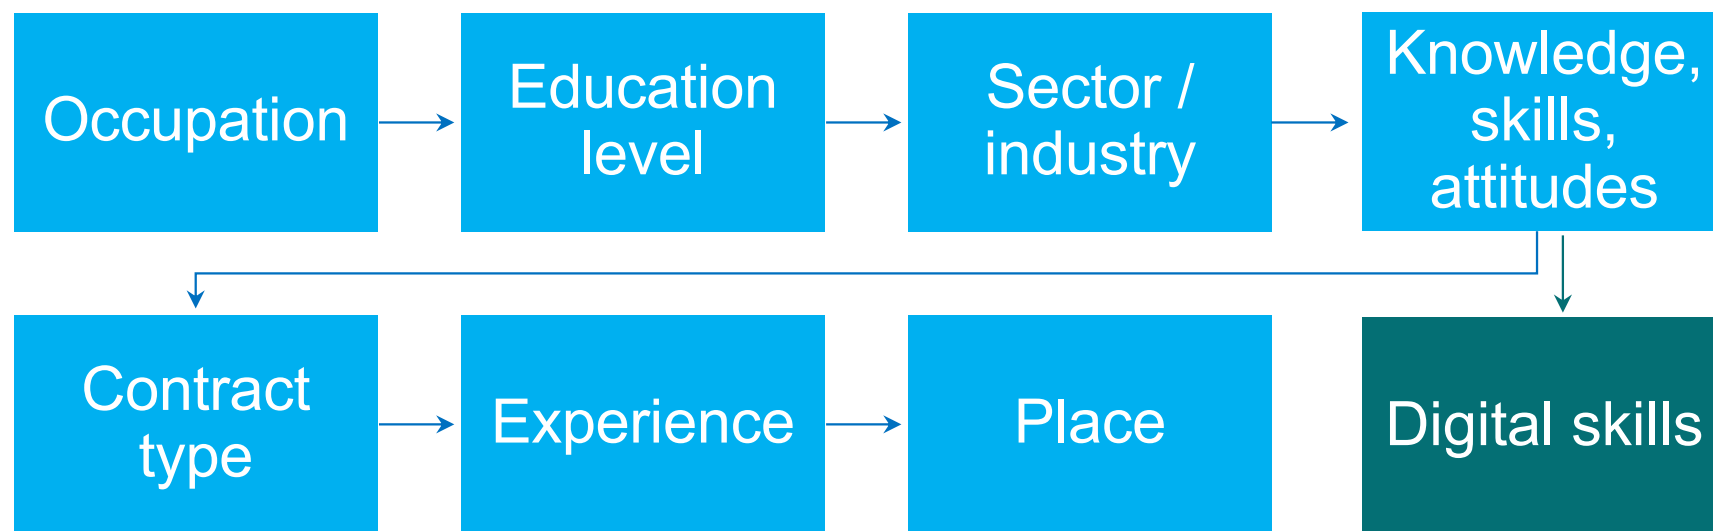 Occupation
Education
level
Sector /
industry
Knowledge,
skills,
attitudes
Contract
type
Experience
Place
Digital skills